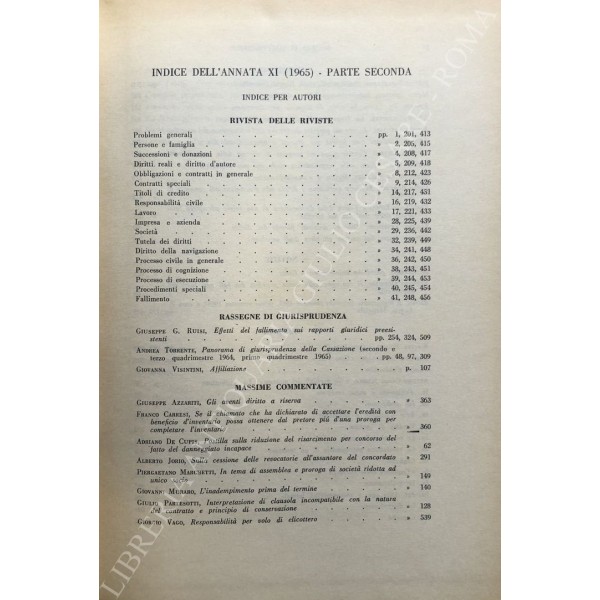 INDICE DELL'ANNATA XI (1965) - PARTE SECONDA
INDICE PER AUTORI
RIVISTA DELLE RIVISTE
Problemi generali . . . . . . . . . . pp. 1, 201, 413
Persone e famiglia . . . . . . . . . . » 2, 205, 415
Successioni e donazioni . . . . . . . . . . » 4, 208, 417
Diritti reali e diritto d'autore . . . . . . . . . . » 5, 209, 418
Obbligazioni e contratti in generale . . . . . . . . . . » 8, 212, 423
Contratti speciali . . . . . . . . . . » 9, 214, 426
Titoli di credito . . . . . . . . . . » 14, 217, 431
Responsabilità civile . . . . . . . . . . » 16, 219, 432
Lavoro . . . . . . . . . . » 17, 221, 433
Impresa e azienda . . . . . . . . . . » 28, 225, 439
Società . . . . . . . . . . » 29, 236, 442
Tutela dei diritti . . . . . . . . . . » 32, 239, 449
Diritto della navigazione . . . . . . . . . . » 34, 241, 448
Processo civile in generale . . . . . . . . . . » 36, 242, 450
Processo di cognizione . . . . . . . . . . » 38, 243, 451
Processo di esecuzione . . . . . . . . . . » 39, 244, 453
Procedimenti speciali . . . . . . . . . . » 40, 245, 454
Fallimento . . . . . . . . . . » 41, 248, 456
RASSEGNE DI GIURISPRUDENZA
GIUSEPPE G. Effetti del fallimento sui rapporti giuridici preesi-
stenti . . . . . . . . . . pp. 254, 324, 509
ANDREA TORRENTE, Panorama di giurisprudenza della Cassazione (secondo e
terzo quadrimestre 1964, primo quadrimestre 1965) . . pp. 48, 97, 309
GIOVANNA VISINTINI, Affiliazione . . . . . . . . . . p. 107
MASSIME COMMENTATE
GIUSEPPE AZZARITI, Gli aventi diritto a riserva . . . . . . » 363
FRANCO CARRESI, Se il chiamato che ha dichiarato di accettare l'eredità con
beneficio d'inventario possa ottenere dal pretore più d'una proroga per
completare l'inventario . . . . . . . . . . » 360
ADRIANO DE CUPIS, Postilla sulla riduzione del risarcimento per concorso del
fatto del danneggiato incapace . . . . . . . . . . » 62
ALBERTO JORIO, Sulla cessione delle revocatorie all'assuntore del concordato » 291
PIERGAETANO MARCHETTI, In tema di assemblea e proroga di società ridotta ad
unico socio . . . . . . . . . . » 149
GIOVANNI MURARO, L'inadempimento prima del termine . . . . » 140
GIULIO PARTESOTTI, Interpretazione di clausola incompatibile con la natura
del contratto e principio di conservazione . . . . . . » 128
GIORGIO VAGO, Responsabilità per volo di elicottero . . . . » 539
LIBRERIA ANTIQUARIA GIULIO CESARE - ROMA